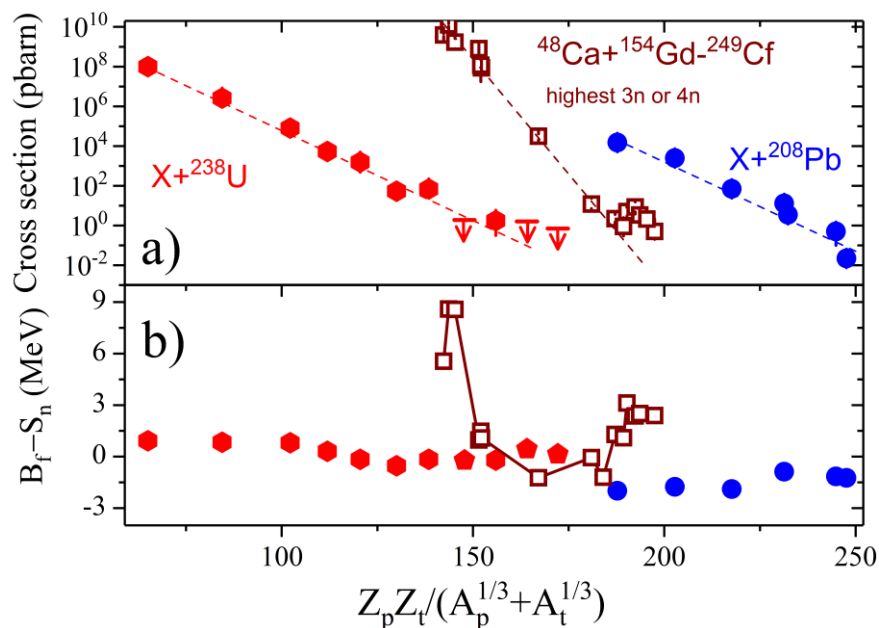 Cross section (pbarn)
10^10
10^8
10^6
10^4
10^2
10^0
10^-2
^48Ca+^154Gd-^249Cf
highest 3n or 4n
X+^238U
X+^208Pb
a)
B_f–S_n (MeV)
9
6
3
0
-3
b)
100 150 200 250
Z_pZ_t/(A_p^1/3+A_t^1/3)